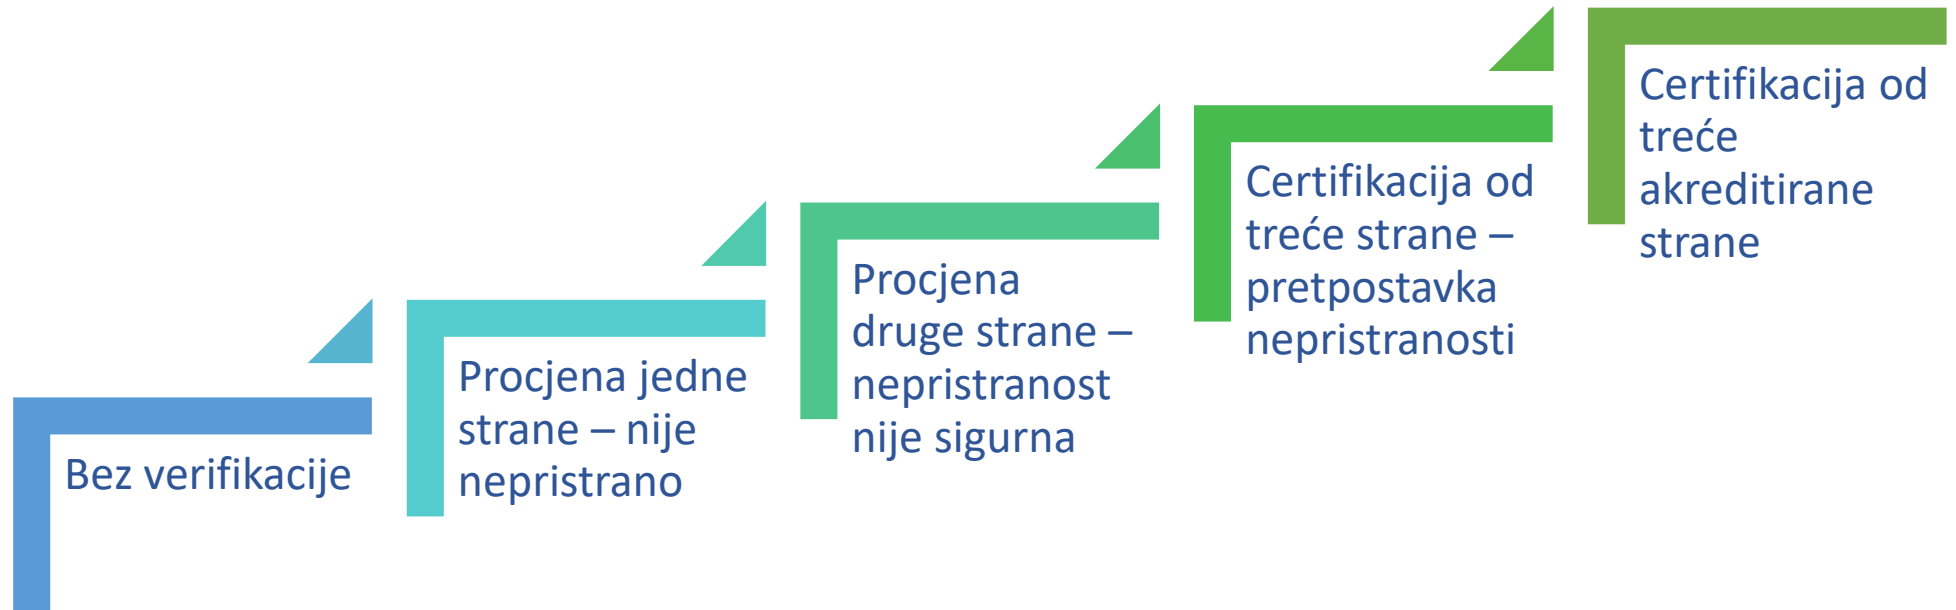 Bez verifikacije
Procjena jedne
strane – nije
nepristrano
Procjena
druge strane –
nepristranost
nije sigurna
Certifikacija od
treće strane –
pretpostavka
nepristranosti
Certifikacija od
treće
akreditirane
strane